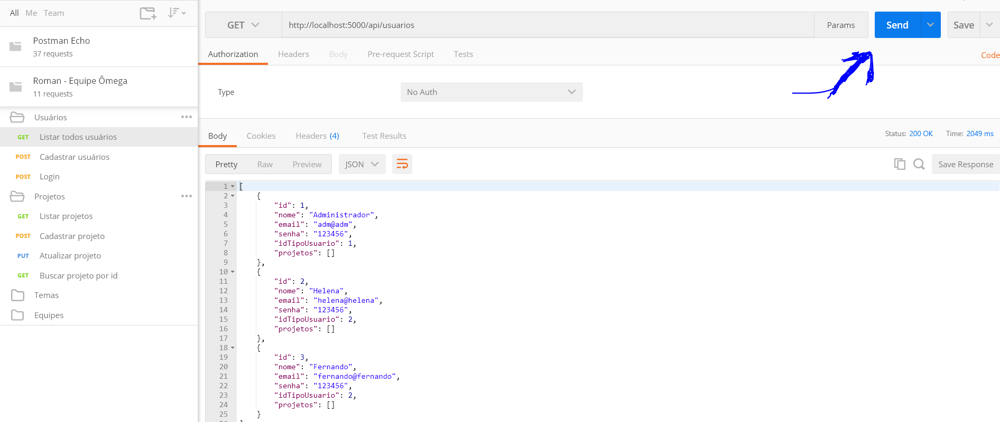 All Me Team
Postman Echo
37 requests
Roman - Equipe Ômega
11 requests
Usuários
GET Listar todos usuários
POST Cadastrar usuários
POST Login
Projetos
GET Listar projetos
POST Cadastrar projeto
PUT Atualizar projeto
GET Buscar projeto por id
Temas
Equipes
GET http://localhost:5000/api/usuarios Params Send Save
Authorization Headers Body Pre-request Script Tests Code
Type No Auth
Body Cookies Headers (4) Test Results Status: 200 OK Time: 2049 ms
Pretty Raw Preview JSON Save Response
1 [
2 {
3 "id": 1,
4 "nome": "Administrador",
5 "email": "adm@adm",
6 "senha": "123456",
7 "idTipoUsuario": 1,
8 "projetos": []
9 },
10 {
11 "id": 2,
12 "nome": "Helena",
13 "email": "helena@helena",
14 "senha": "123456",
15 "idTipoUsuario": 2,
16 "projetos": []
17 },
18 {
19 "id": 3,
20 "nome": "Fernando",
21 "email": "fernando@fernando",
22 "senha": "123456",
23 "idTipoUsuario": 2,
24 "projetos": []
25 }